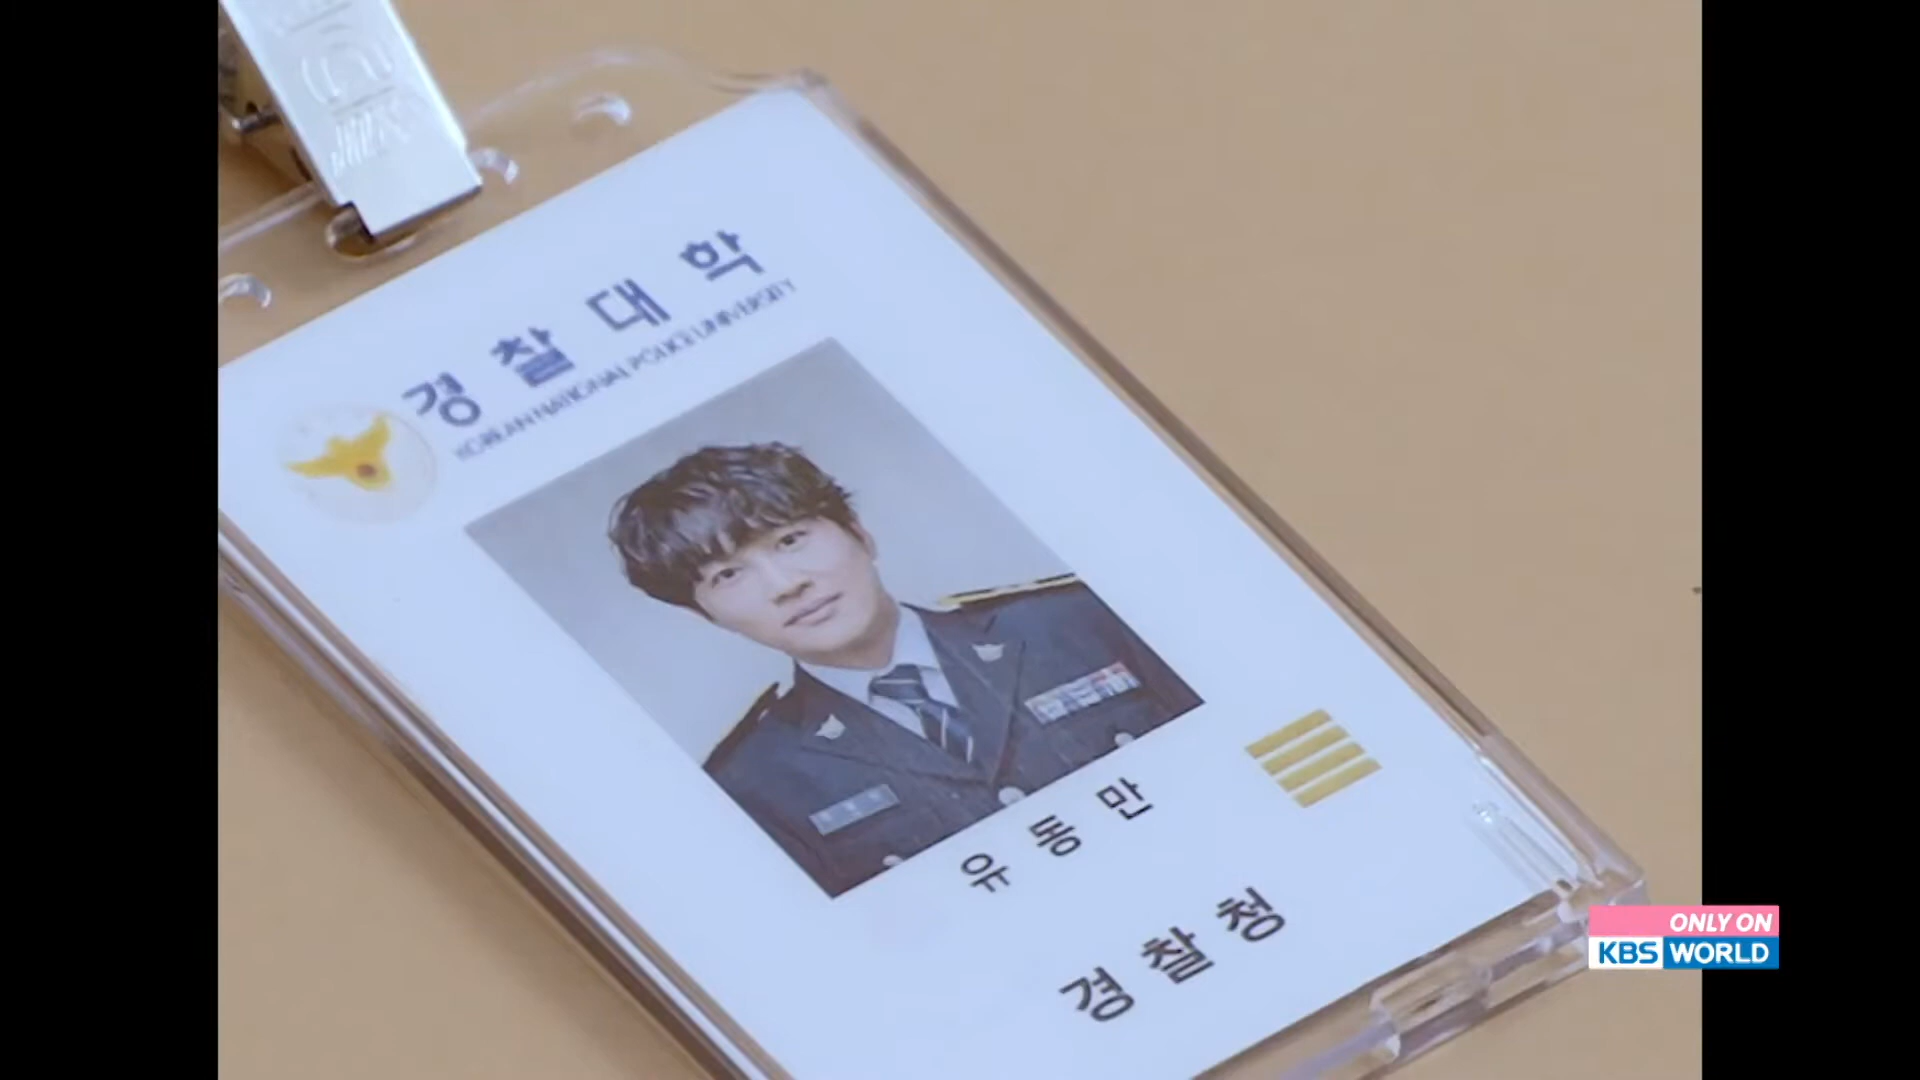 경찰대학
KOREAN NATIONAL POLICE UNIVERSITY
유동만
경찰청
ONLY ON
KBS WORLD